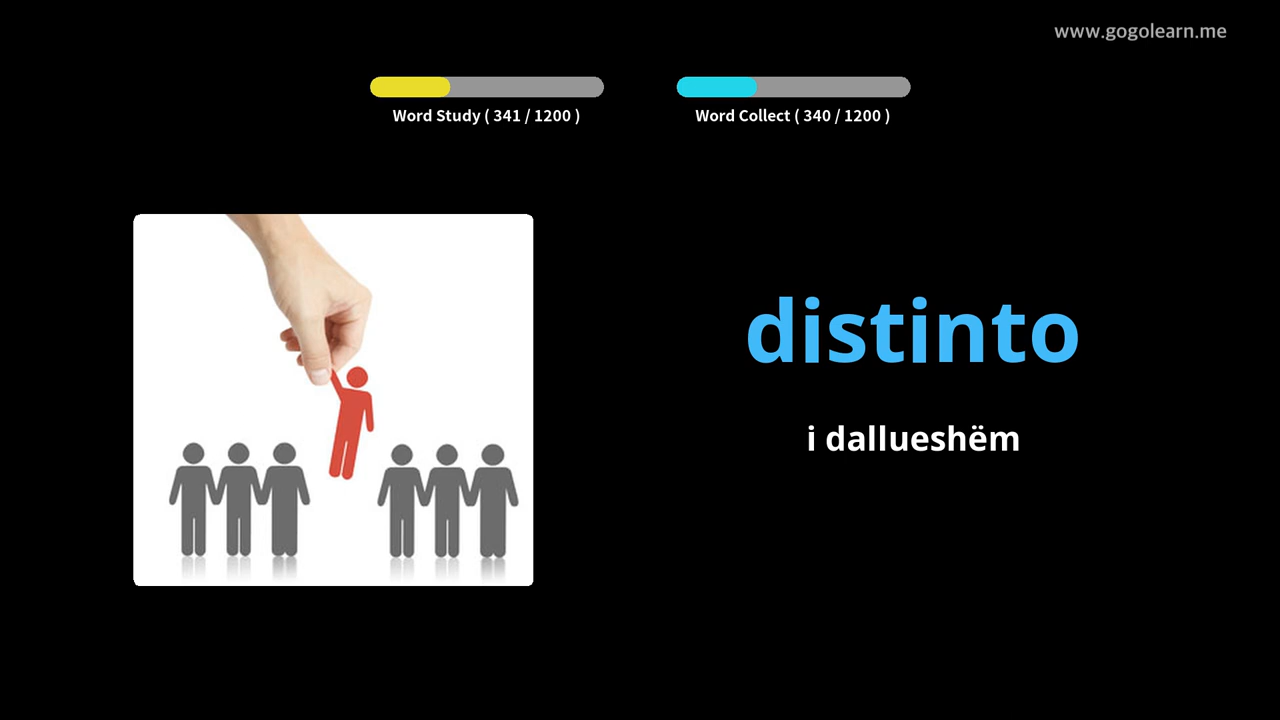 www.gogolearn.me
Word Study ( 341 / 1200 )
Word Collect ( 340 / 1200 )
distinto
i dallueshëm